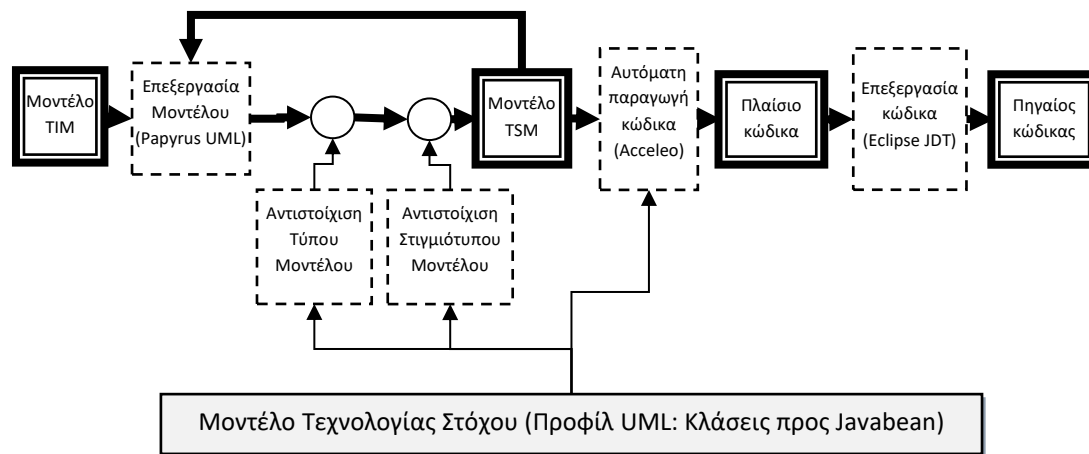 Μοντέλο
TIM
Επεξεργασία
Μοντέλου
(Papyrus UML)
Μοντέλο
TSM
Αυτόματη
παραγωγή
κώδικα
(Acceleo)
Πλαίσιο
κώδικα
Επεξεργασία
κώδικα
(Eclipse JDT)
Πηγαίος
κώδικας
Αντιστοίχιση
Τύπου
Μοντέλου
Αντιστοίχιση
Στιγμιότυπου
Μοντέλου
Μοντέλο Τεχνολογίας Στόχου (Προφίλ UML: Κλάσεις προς Javabean)